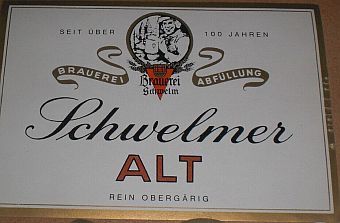 SEIT ÜBER 100 JAHREN
BRAUEREI ABFÜLLUNG
Brauerei
Schwelm
Schwelmer
ALT
REIN OBERGÄRIG